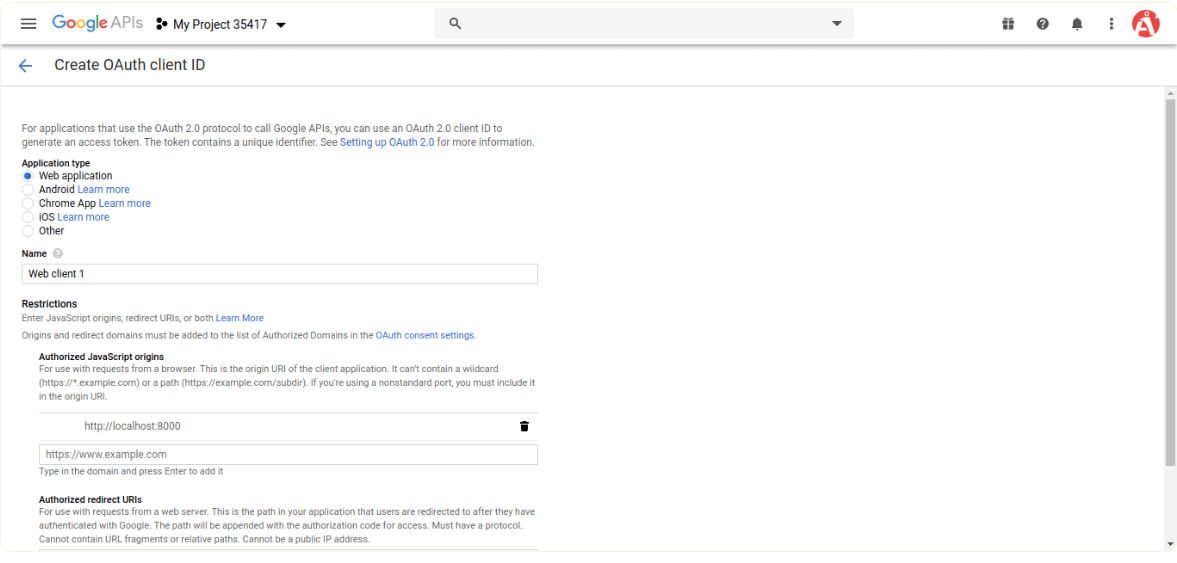 Google APIs My Project 35417
Create OAuth client ID
For applications that use the OAuth 2.0 protocol to call Google APIs, you can use an OAuth 2.0 client ID to
generate an access token. The token contains a unique identifier. See Setting up OAuth 2.0 for more information.
Application type
Web application
Android Learn more
Chrome App Learn more
iOS Learn more
Other
Name
Web client 1
Restrictions
Enter JavaScript origins, redirect URIs, or both Learn More
Origins and redirect domains must be added to the list of Authorized Domains in the OAuth consent settings.
Authorized JavaScript origins
For use with requests from a browser. This is the origin URI of the client application. It can't contain a wildcard
(https://*.example.com) or a path (https://example.com/subdir). If you're using a nonstandard port, you must include it
in the origin URI.
http://localhost:8000
https://www.example.com
Type in the domain and press Enter to add it
Authorized redirect URIs
For use with requests from a web server. This is the path in your application that users are redirected to after they have
authenticated with Google. The path will be appended with the authorization code for access. Must have a protocol.
Cannot contain URL fragments or relative paths. Cannot be a public IP address.